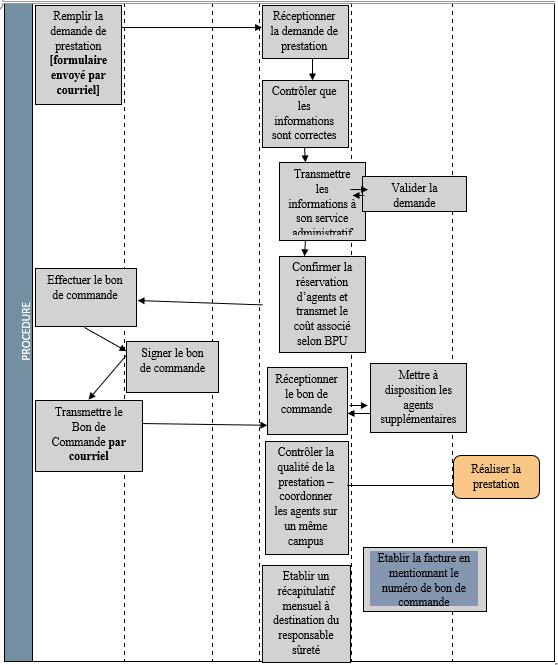 Remplir la
demande de
prestation
[formulaire
envoyé par
courriel]
Réceptionner
la demande de
prestation
Contrôler que
les
informations
sont correctes
Transmettre
les
informations à
son service
administratif
Valider la
demande
Confirmer la
réservation
d'agents et
transmet le
coût associé
selon BPU
Effectuer le bon
de commande
PROCEDURE
Signer le bon
de commande
Réceptionner
le bon de
commande
Mettre à
disposition les
agents
supplémentaires
Transmettre le
Bon de
Commande par
courriel
Contrôler la
qualité de la
prestation –
coordonner
les agents sur
un même
campus
Réaliser la
prestation
Etablir la facture en
mentionnant le
numéro de bon de
commande
Etablir un
récapitulatif
mensuel à
destination du
responsable
sûreté